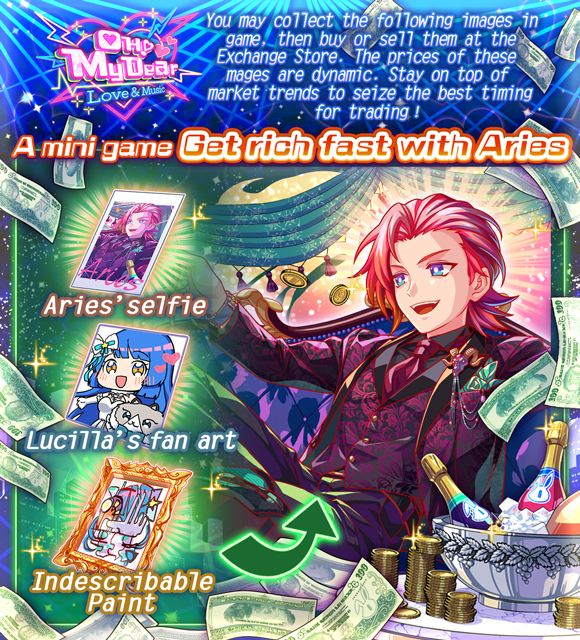 Oh, My Dear
Love & Music
You may collect the following images in
game, then buy or sell them at the
Exchange Store. The prices of these
mages are dynamic. Stay on top of
market trends to seize the best timing
for trading!
A mini game Get rich fast with Aries
Aries
Aries'selfie
Lucilla's fan art
Indescribable
Paint
100
100